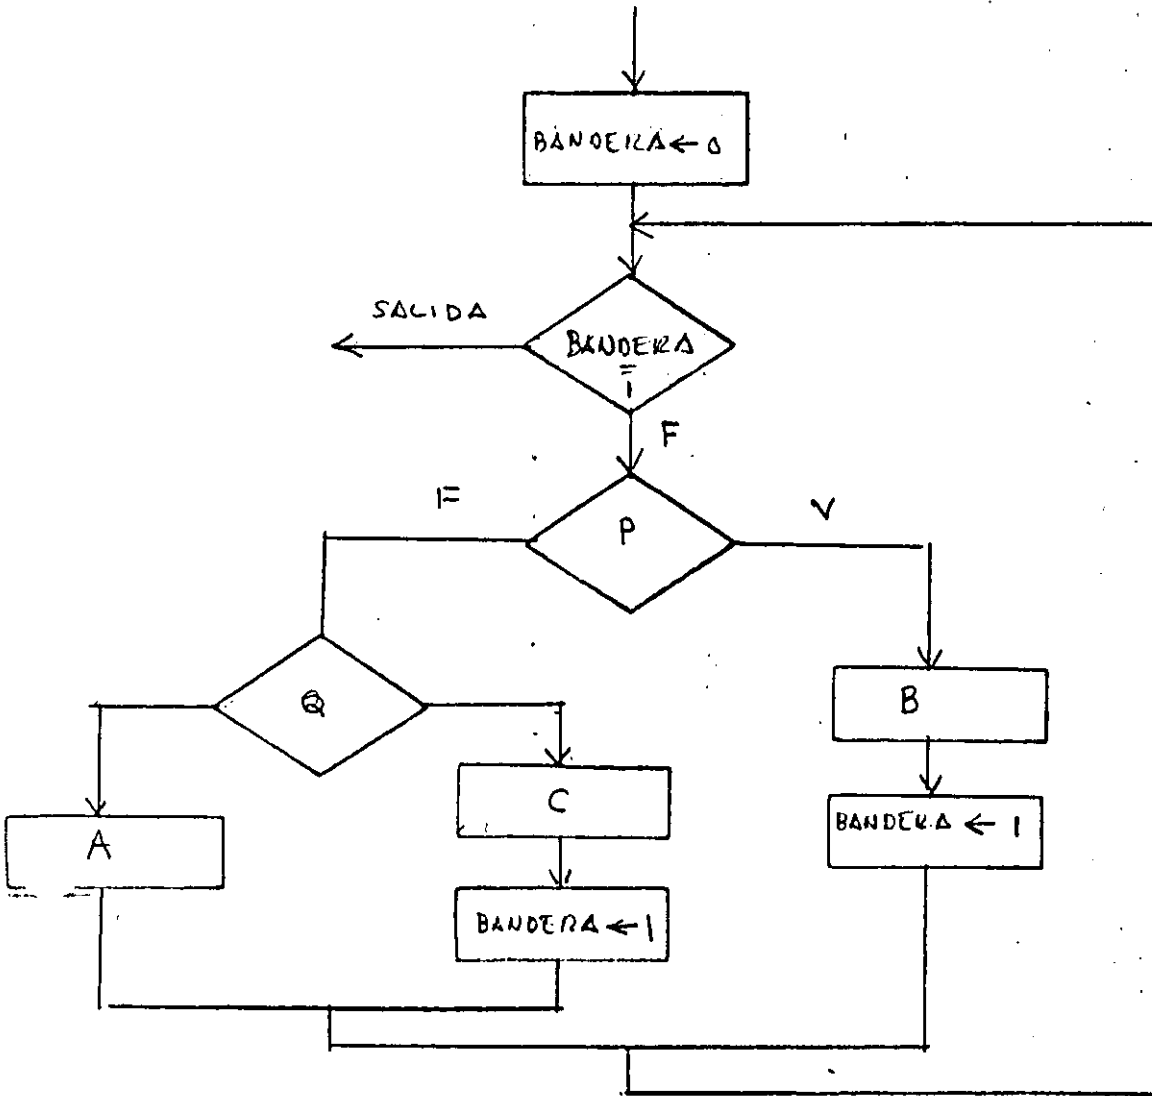 BANDERA ← 0
SALIDA
BANDERA
=
1
F
F
P
V
Q
B
C
A
BANDERA ← 1
BANDERA ← 1